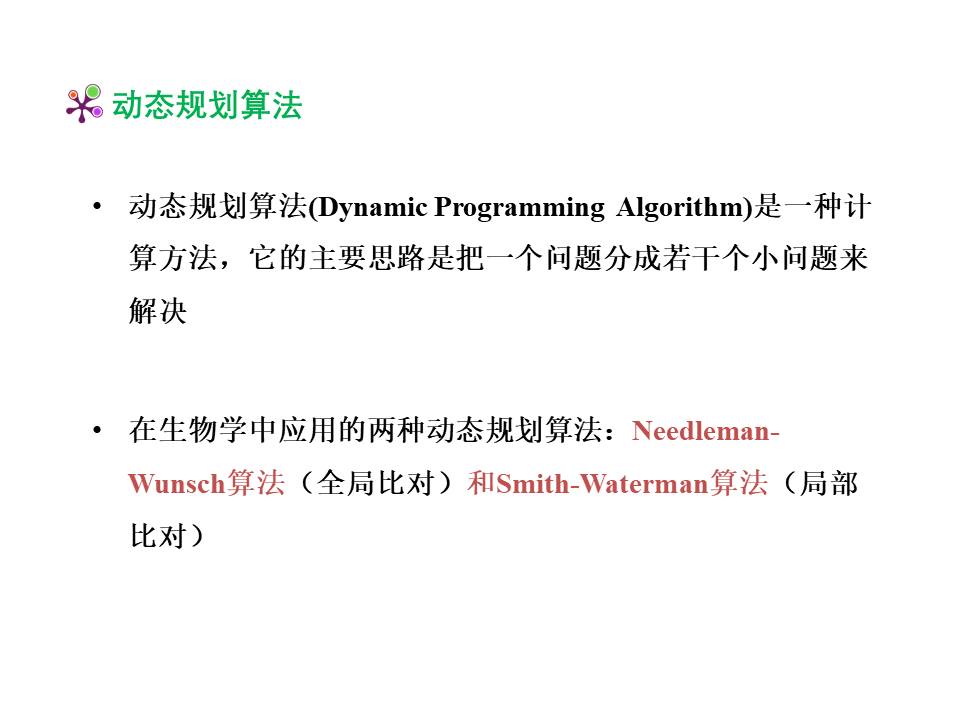 动态规划算法
• 动态规划算法(Dynamic Programming Algorithm)是一种计
算方法，它的主要思路是把一个问题分成若干个小问题来
解决
• 在生物学中应用的两种动态规划算法：Needleman-
Wunsch算法（全局比对）和Smith-Waterman算法（局部
比对）